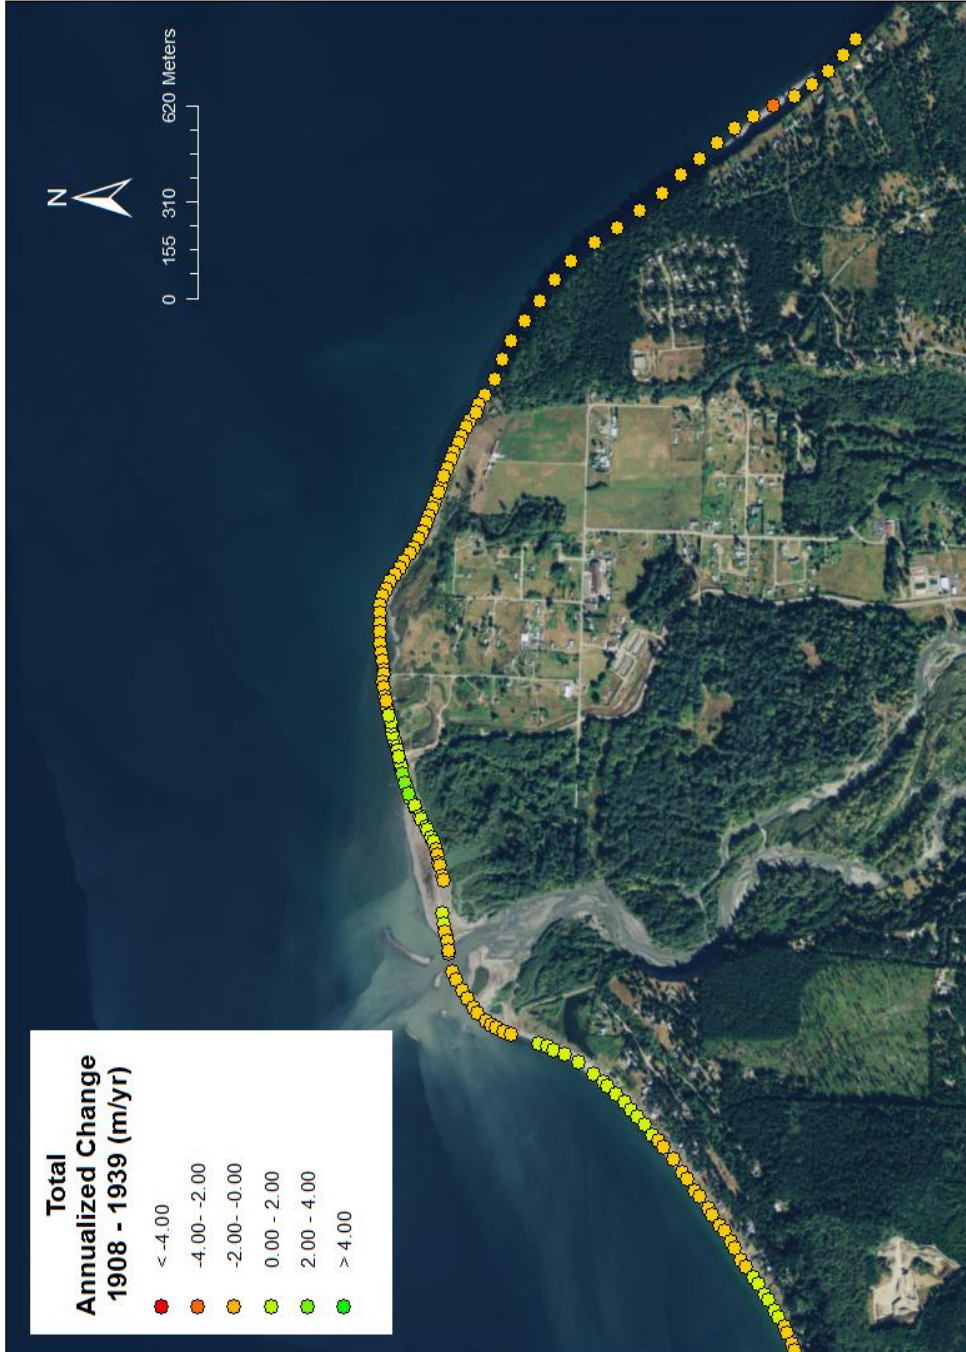 Total
Annualized Change
1908 - 1939 (m/yr)
< -4.00
-4.00- -2.00
-2.00- -0.00
0.00 - 2.00
2.00 - 4.00
> 4.00
N
0 155 310 620 Meters